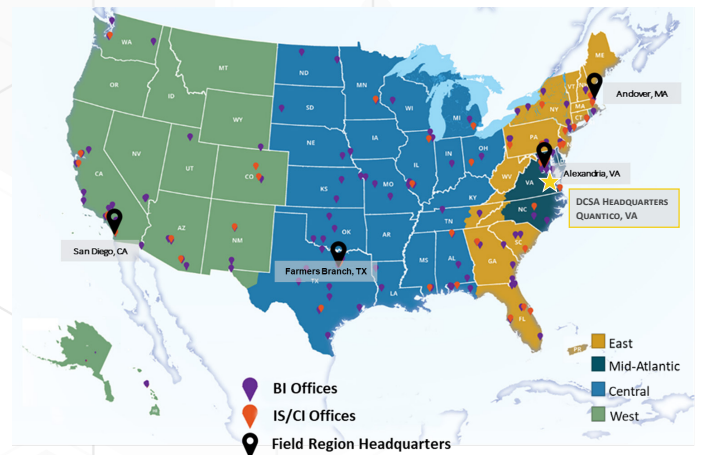 WA
MT
ND
MN
ME
OR
ID
SD
WI
VT
NY
MA
CT
Andover, MA
WY
MI
NE
IA
PA
NV
UT
CO
IL
IN
OH
WV
VA
Alexandria, VA
CA
KS
MO
KY
DCSA HEADQUARTERS
QUANTICO, VA
NC
TN
OK
AZ
NM
AR
SC
San Diego, CA
Farmers Branch, TX
MS
AL
GA
TX
LA
FL
PR
East
Mid-Atlantic
Central
West
BI Offices
IS/CI Offices
Field Region Headquarters